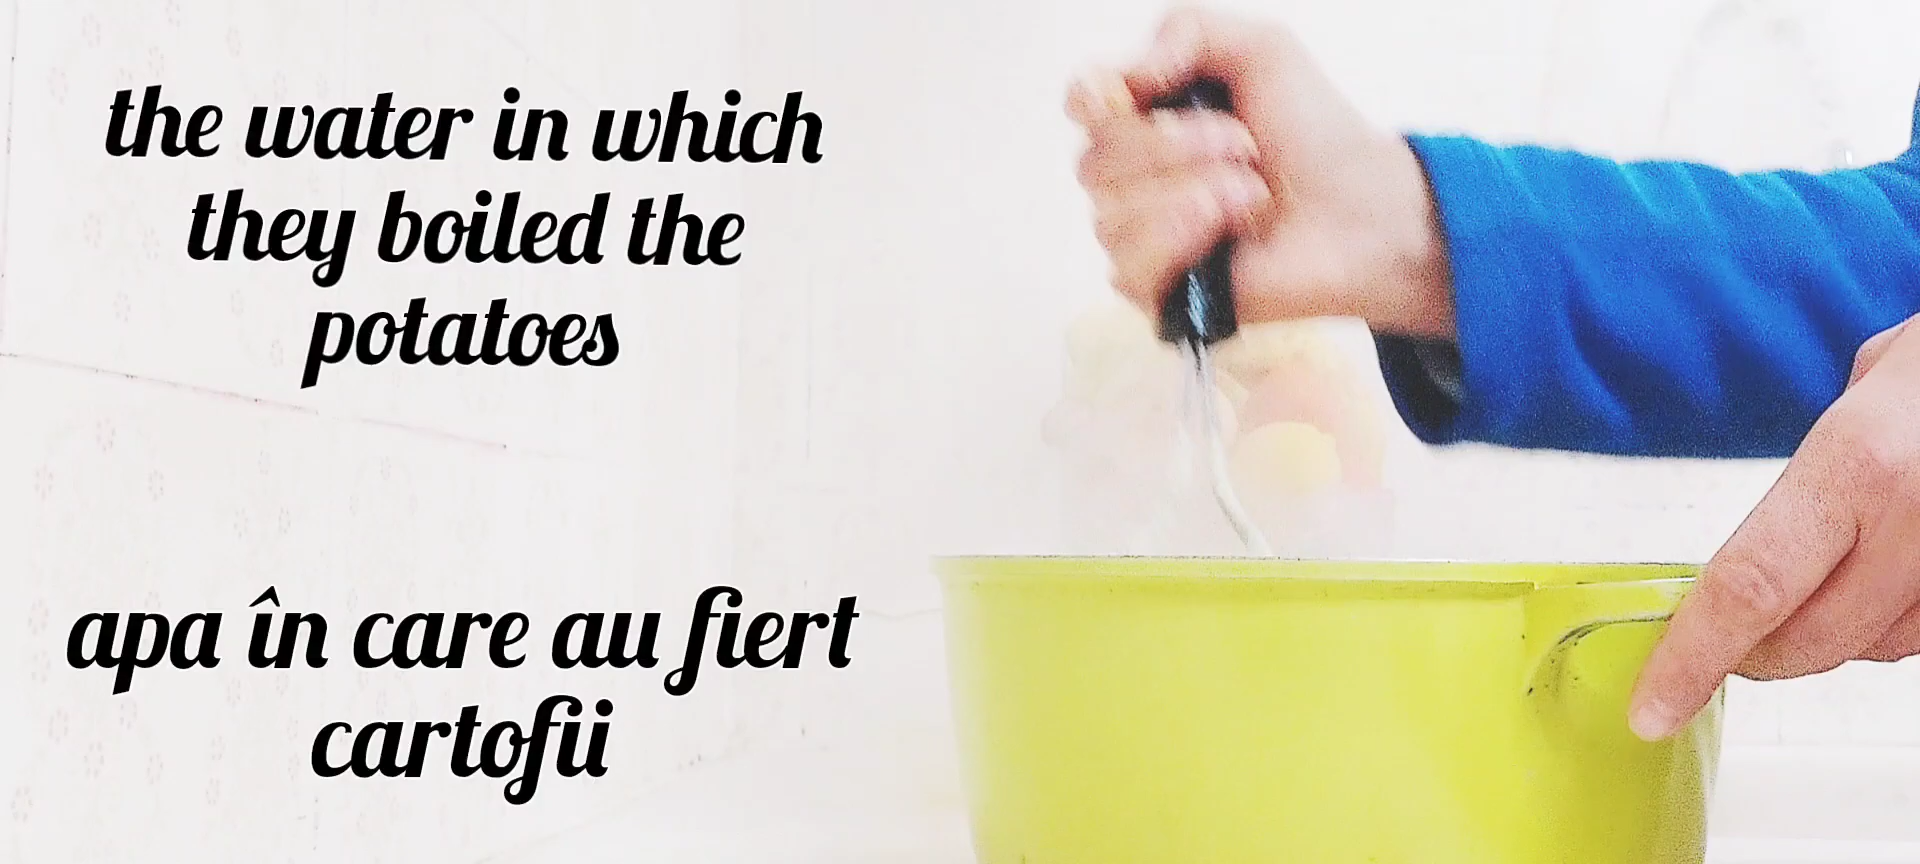 the water in which
they boiled the
potatoes
apa în care au fiert
cartofii